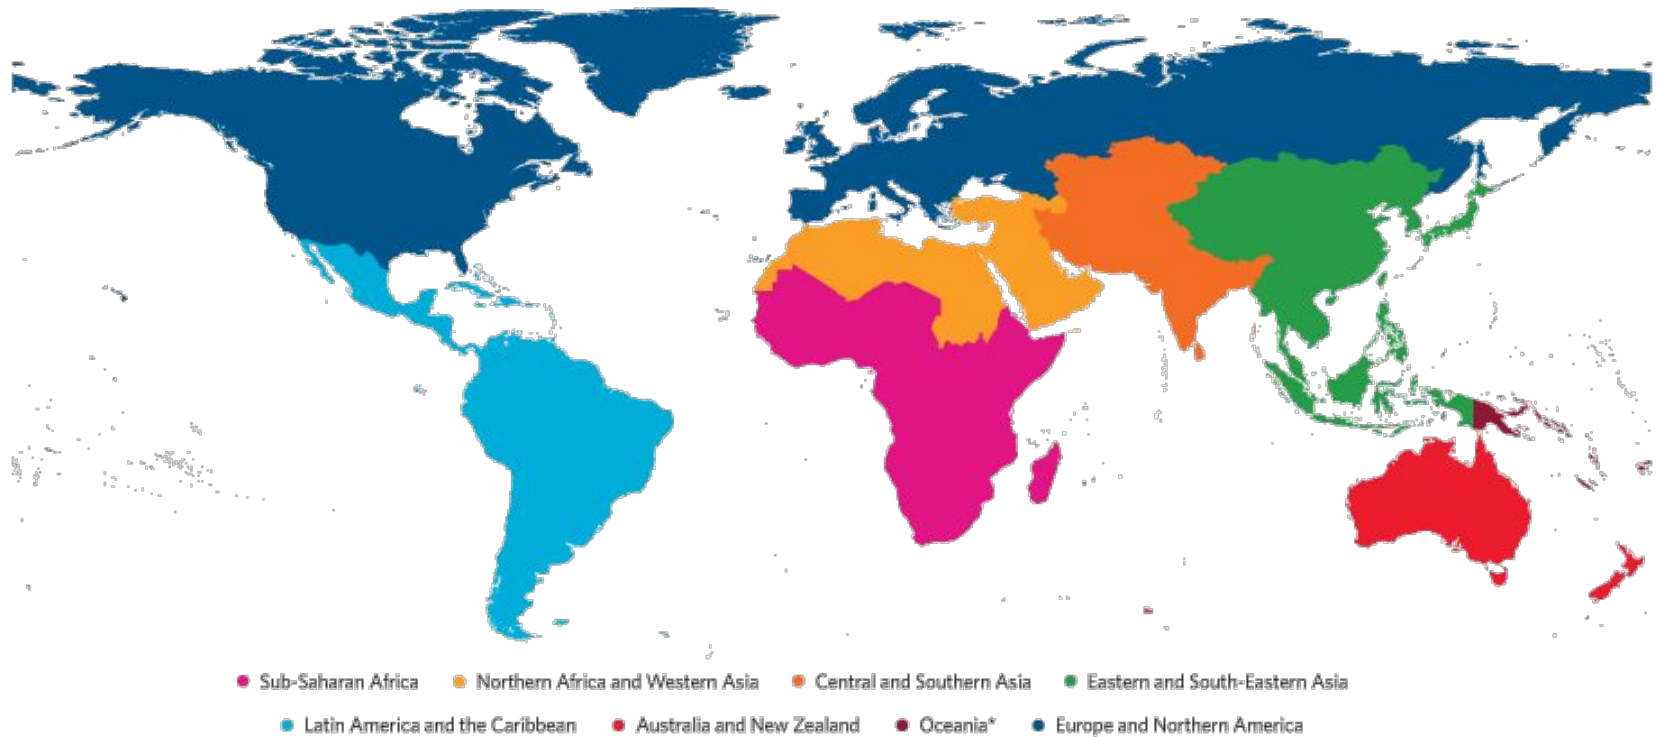 Sub-Saharan Africa Northern Africa and Western Asia Central and Southern Asia Eastern and South-Eastern Asia
Latin America and the Caribbean Australia and New Zealand Oceania* Europe and Northern America